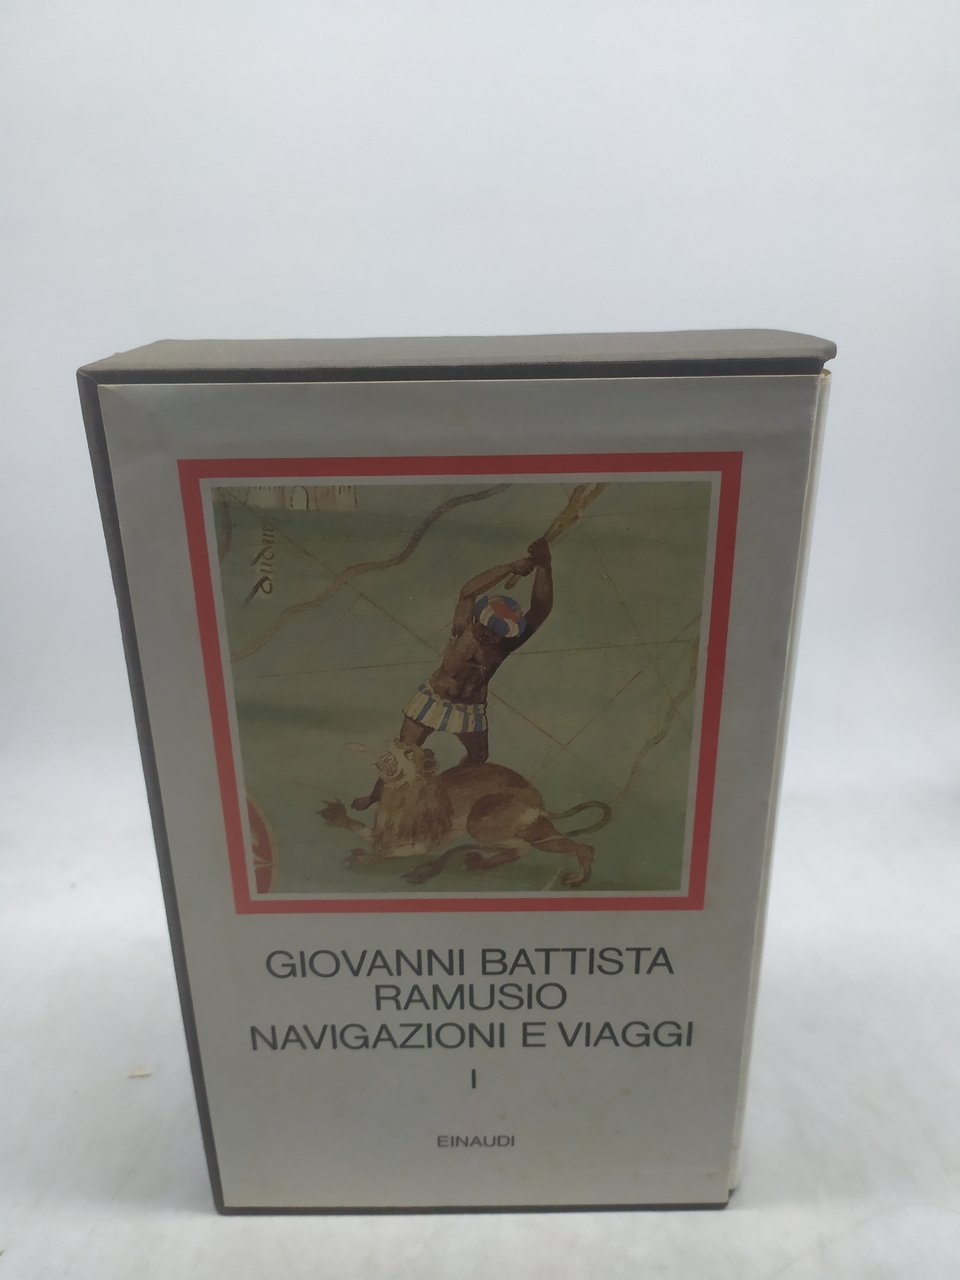 GIOVANNI BATTISTA
RAMUSIO
NAVIGAZIONI E VIAGGI
I
EINAUDI